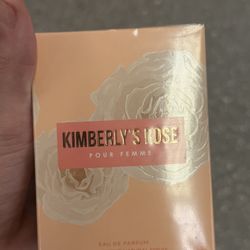 KIMBERLY'S ROSE
POUR FEMME
EAU DE PARFUM